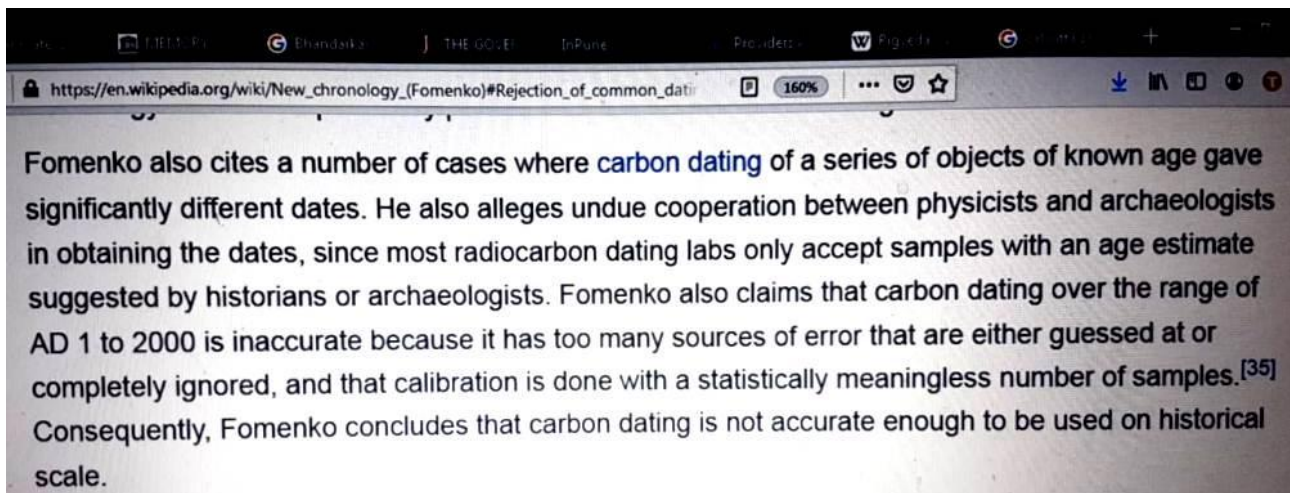 Bhandarka
THE GOVE
InPune
Providers
https://en.wikipedia.org/wiki/New_chronology_(Fomenko)#Rejection_of_common_dati
160%
Fomenko also cites a number of cases where carbon dating of a series of objects of known age gave
significantly different dates. He also alleges undue cooperation between physicists and archaeologists
in obtaining the dates, since most radiocarbon dating labs only accept samples with an age estimate
suggested by historians or archaeologists. Fomenko also claims that carbon dating over the range of
AD 1 to 2000 is inaccurate because it has too many sources of error that are either guessed at or
completely ignored, and that calibration is done with a statistically meaningless number of samples.[35]
Consequently, Fomenko concludes that carbon dating is not accurate enough to be used on historical
scale.